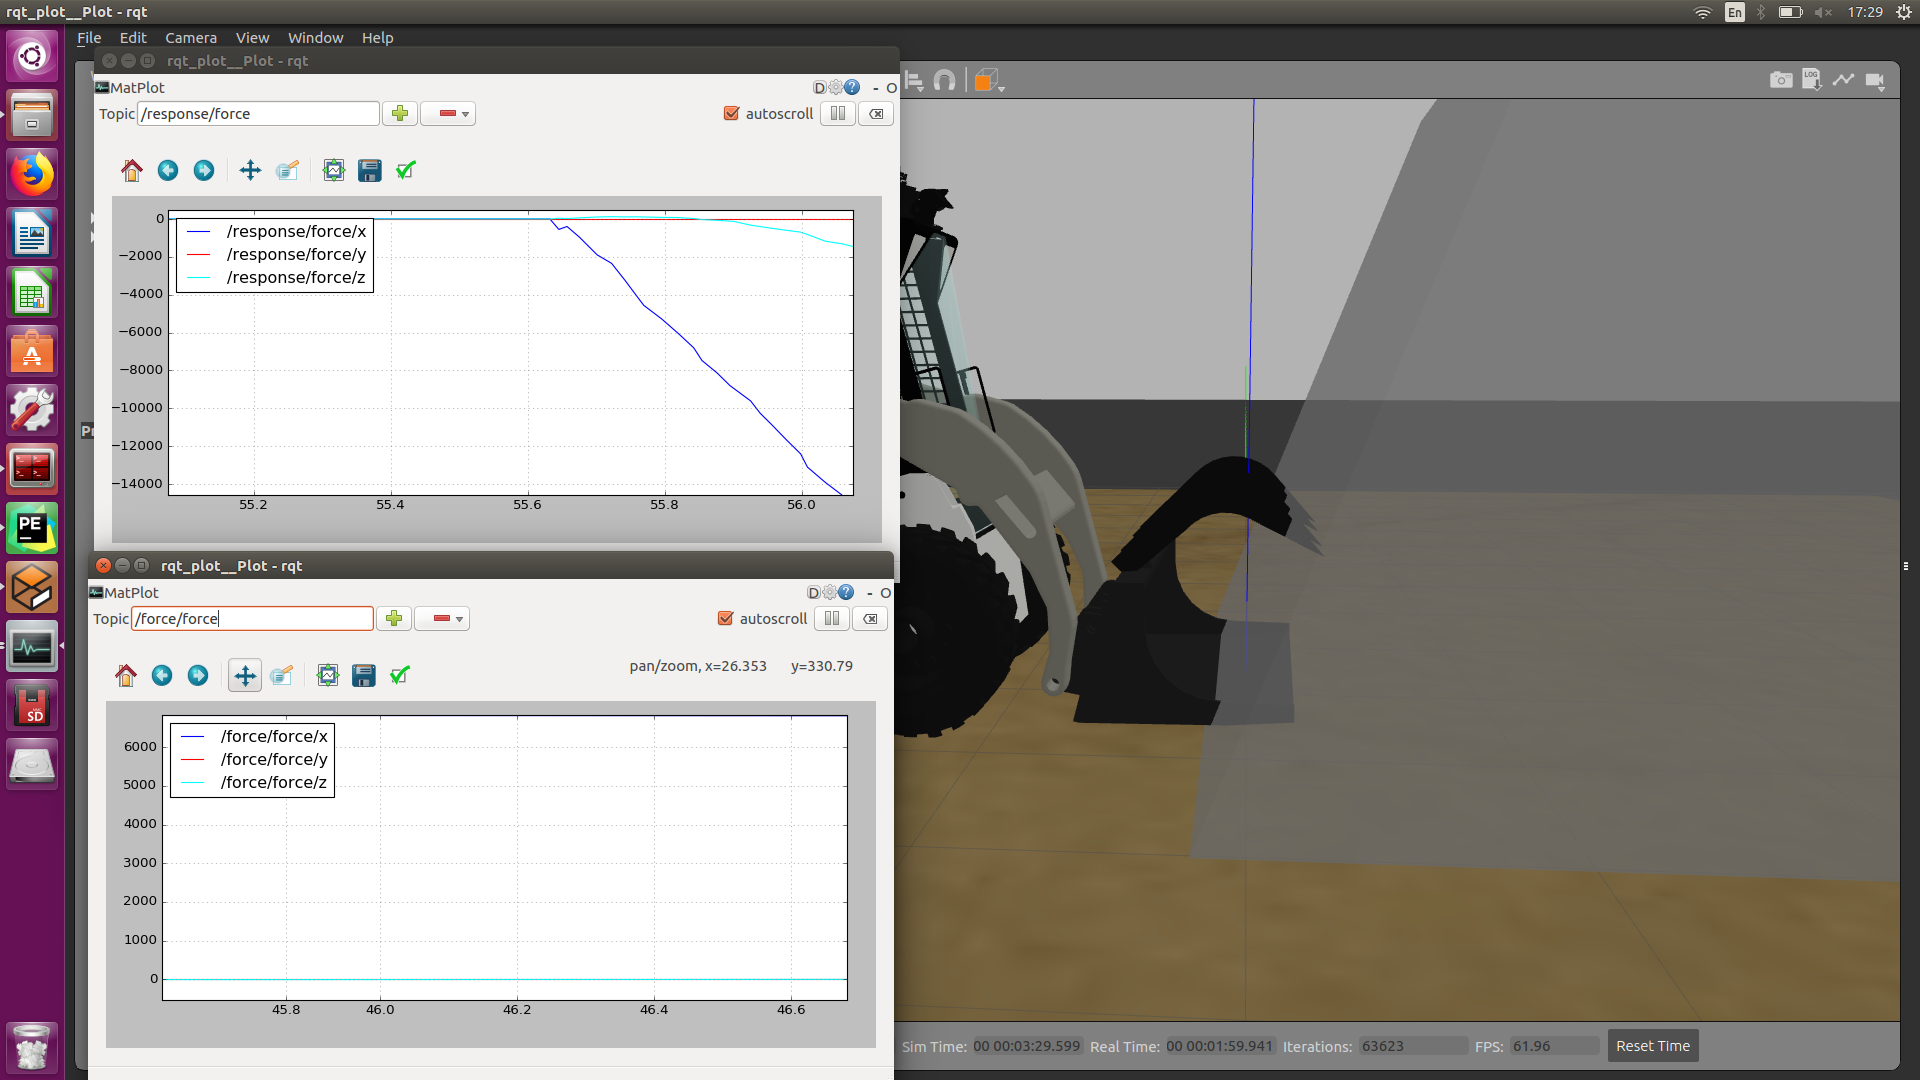 rqt_plot__Plot - rqt
En
17:29
File Edit Camera View Window Help
rqt_plot__Plot - rqt
MatPlot
D
- O
Topic /response/force
autoscroll
LOG
0
−2000
−4000
−6000
−8000
−10000
−12000
−14000
/response/force/x
/response/force/y
/response/force/z
55.2 55.4 55.6 55.8 56.0
Pr
PE
SD
rqt_plot__Plot - rqt
MatPlot
D
- O
Topic /force/force
autoscroll
pan/zoom, x=26.353 y=330.79
6000
5000
4000
3000
2000
1000
0
/force/force/x
/force/force/y
/force/force/z
45.8 46.0 46.2 46.4 46.6
Sim Time: 00 00:03:29.599 Real Time: 00 00:01:59.941 Iterations: 63623 FPS: 61.96 Reset Time